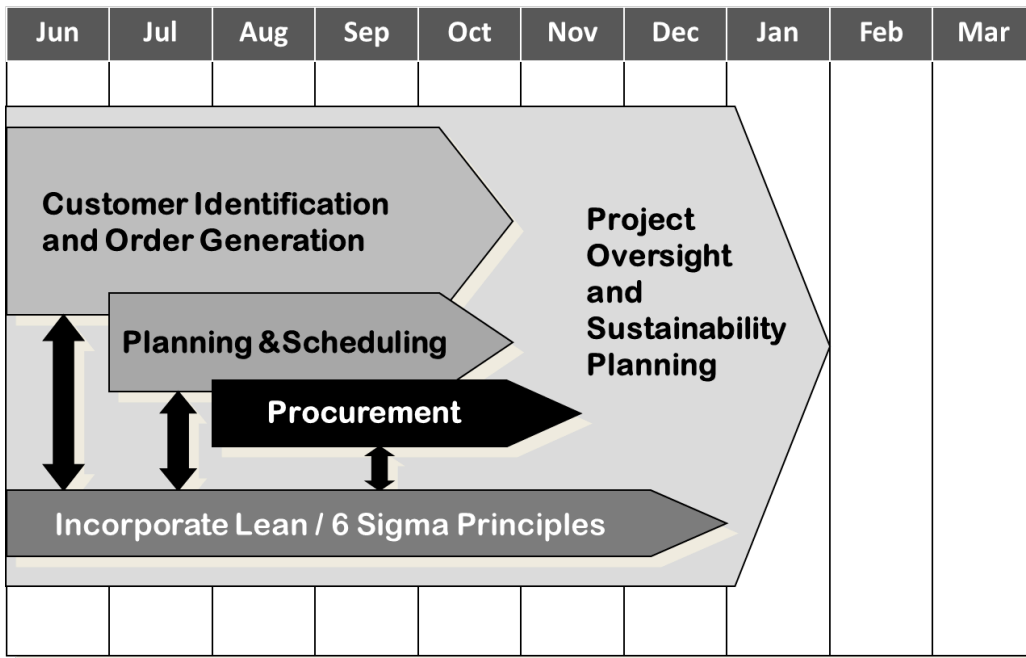 Jun Jul Aug Sep Oct Nov Dec Jan Feb Mar
Customer Identification
and Order Generation
Project
Oversight
and
Sustainability
Planning
Planning &Scheduling
Procurement
Incorporate Lean / 6 Sigma Principles